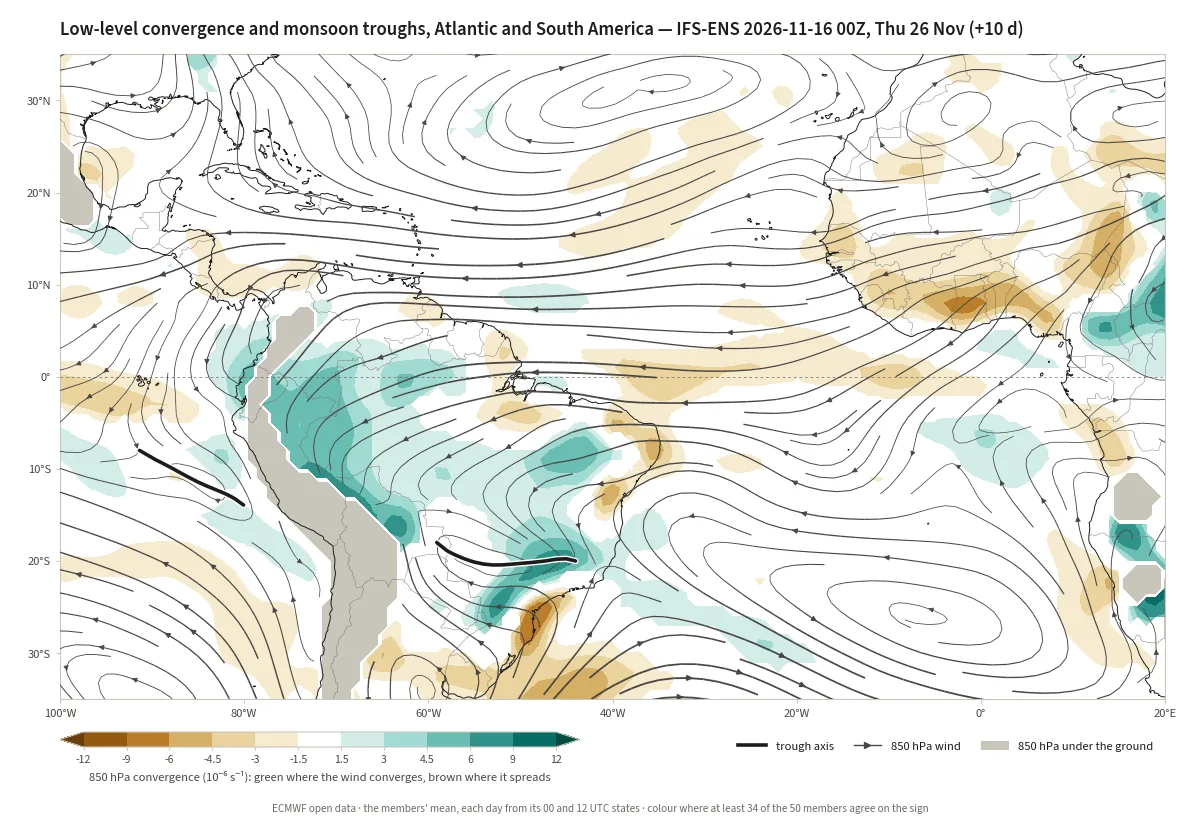 Low-level convergence and monsoon troughs, Atlantic and South America — IFS-ENS 2026-11-16 00Z, Thu 26 Nov (+10 d)
30°N
20°N
10°N
0°
10°S
20°S
30°S
100°W 80°W 60°W 40°W 20°W 0° 20°E
-12 -9 -6 -4.5 -3 -1.5 1.5 3 4.5 6 9 12
850 hPa convergence (10⁻⁶ s⁻¹): green where the wind converges, brown where it spreads
trough axis 850 hPa wind 850 hPa under the ground
ECMWF open data · the members' mean, each day from its 00 and 12 UTC states · colour where at least 34 of the 50 members agree on the sign